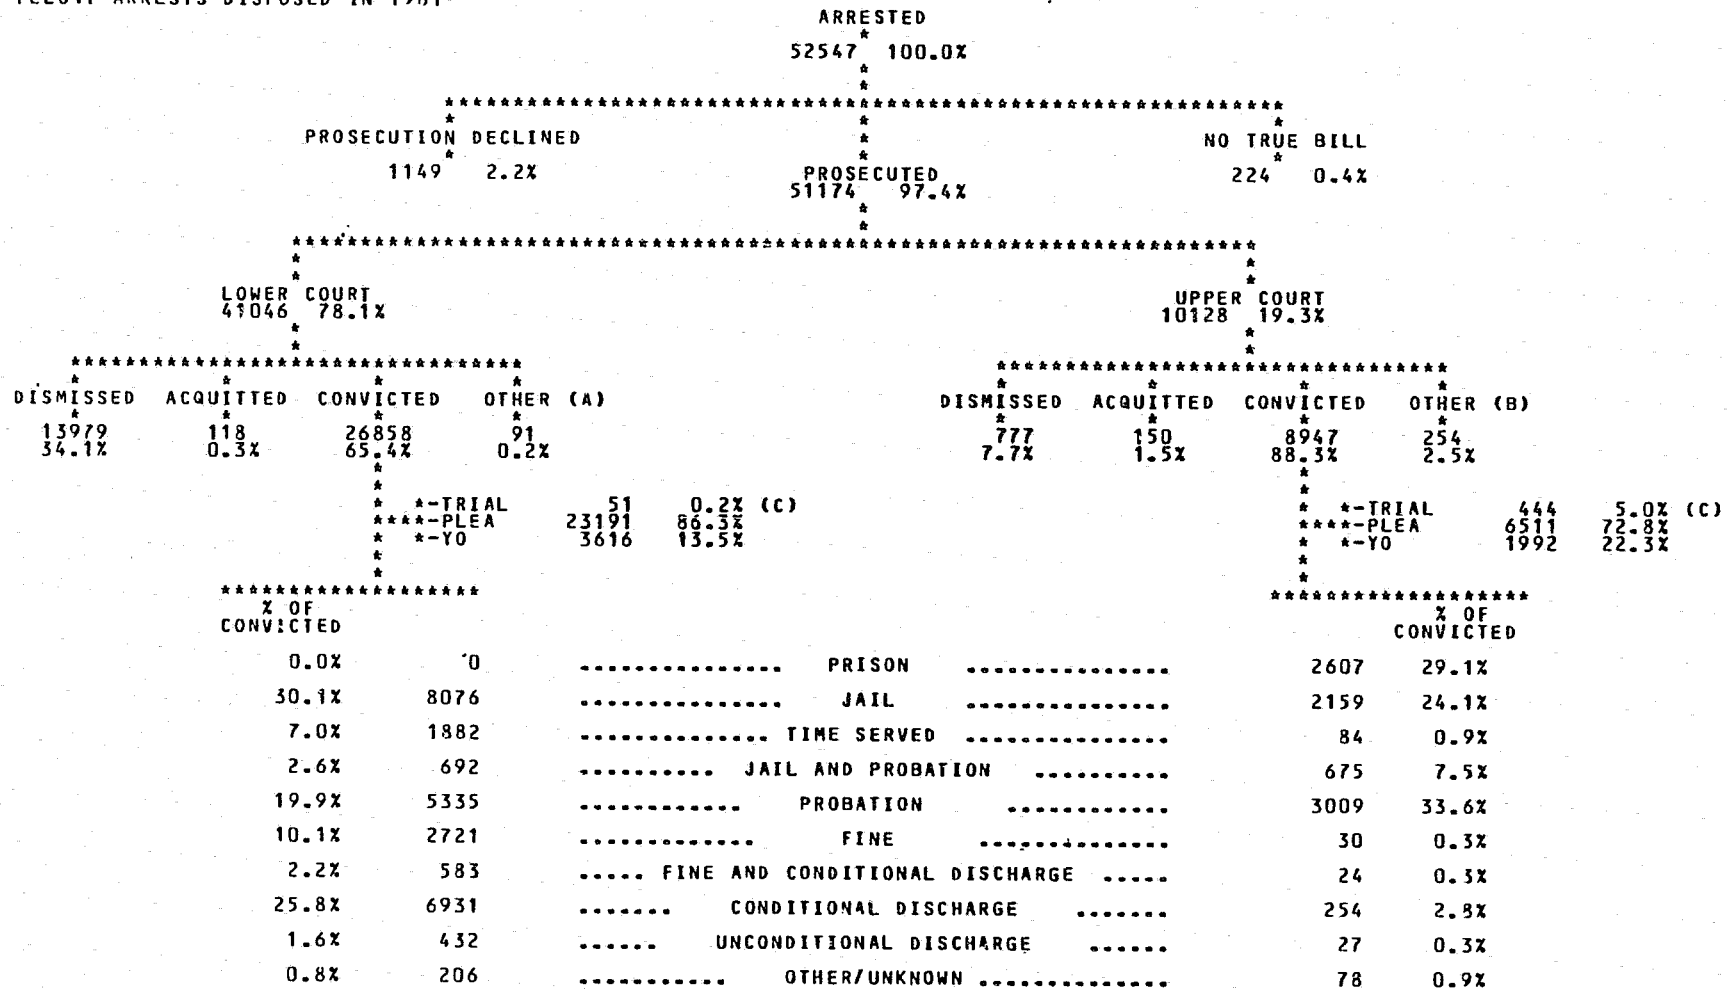 ARRESTS DISPOSED IN 1981
ARRESTED
52547 100.0%
PROSECUTION DECLINED
1149 2.2%
NO TRUE BILL
224 0.4%
PROSECUTED
51174 97.4%
LOWER COURT
41046 78.1%
UPPER COURT
10128 19.3%
DISMISSED ACQUITTED CONVICTED OTHER (A)
13979 118 26858 91
34.1% 0.3% 65.4% 0.2%
DISMISSED ACQUITTED CONVICTED OTHER (B)
777 150 8947 254
7.7% 1.5% 88.3% 2.5%
*-TRIAL 51 0.2% (C)
****-PLEA 23191 86.3%
*-YO 3616 13.5%
*-TRIAL 444 5.0% (C)
****-PLEA 6511 72.8%
*-YO 1992 22.3%
% OF
CONVICTED
% OF
CONVICTED
0.0% 0 ............... PRISON ............... 2607 29.1%
30.1% 8076 ............... JAIL ............... 2159 24.1%
7.0% 1882 .............. TIME SERVED ............... 84 0.9%
2.6% 692 .......... JAIL AND PROBATION .......... 675 7.5%
19.9% 5335 ............ PROBATION ............ 3009 33.6%
10.1% 2721 ............. FINE .............. 30 0.3%
2.2% 583 ..... FINE AND CONDITIONAL DISCHARGE ..... 24 0.3%
25.8% 6931 ....... CONDITIONAL DISCHARGE ....... 254 2.8%
1.6% 432 ...... UNCONDITIONAL DISCHARGE ...... 27 0.3%
0.8% 206 ........... OTHER/UNKNOWN .............. 78 0.9%